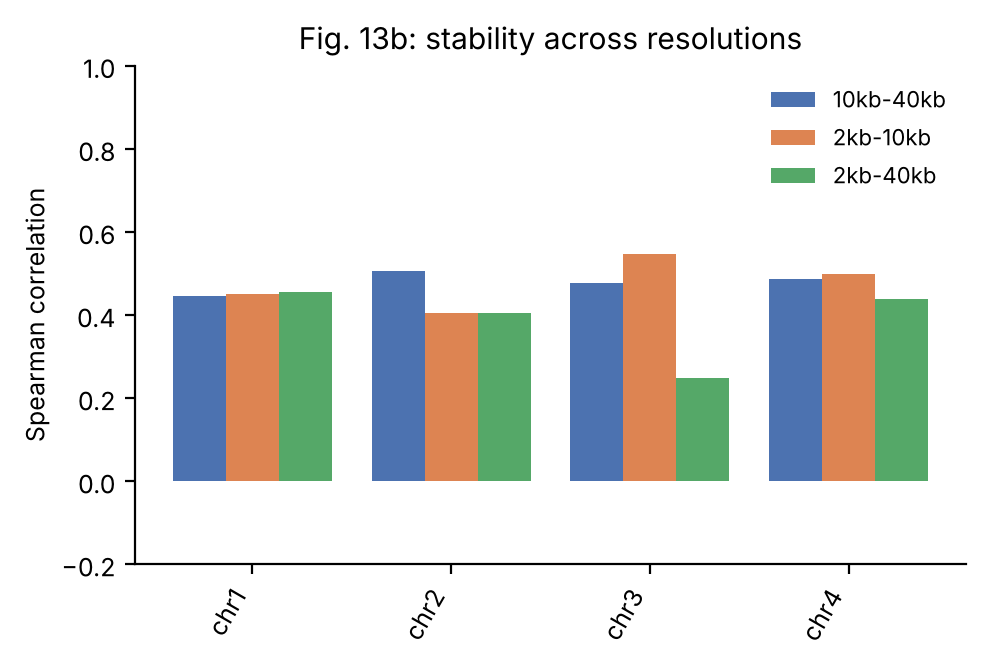 Fig. 13b: stability across resolutions
1.0
0.8
0.6
0.4
0.2
0.0
−0.2
Spearman correlation
10kb-40kb
2kb-10kb
2kb-40kb
chr1
chr2
chr3
chr4